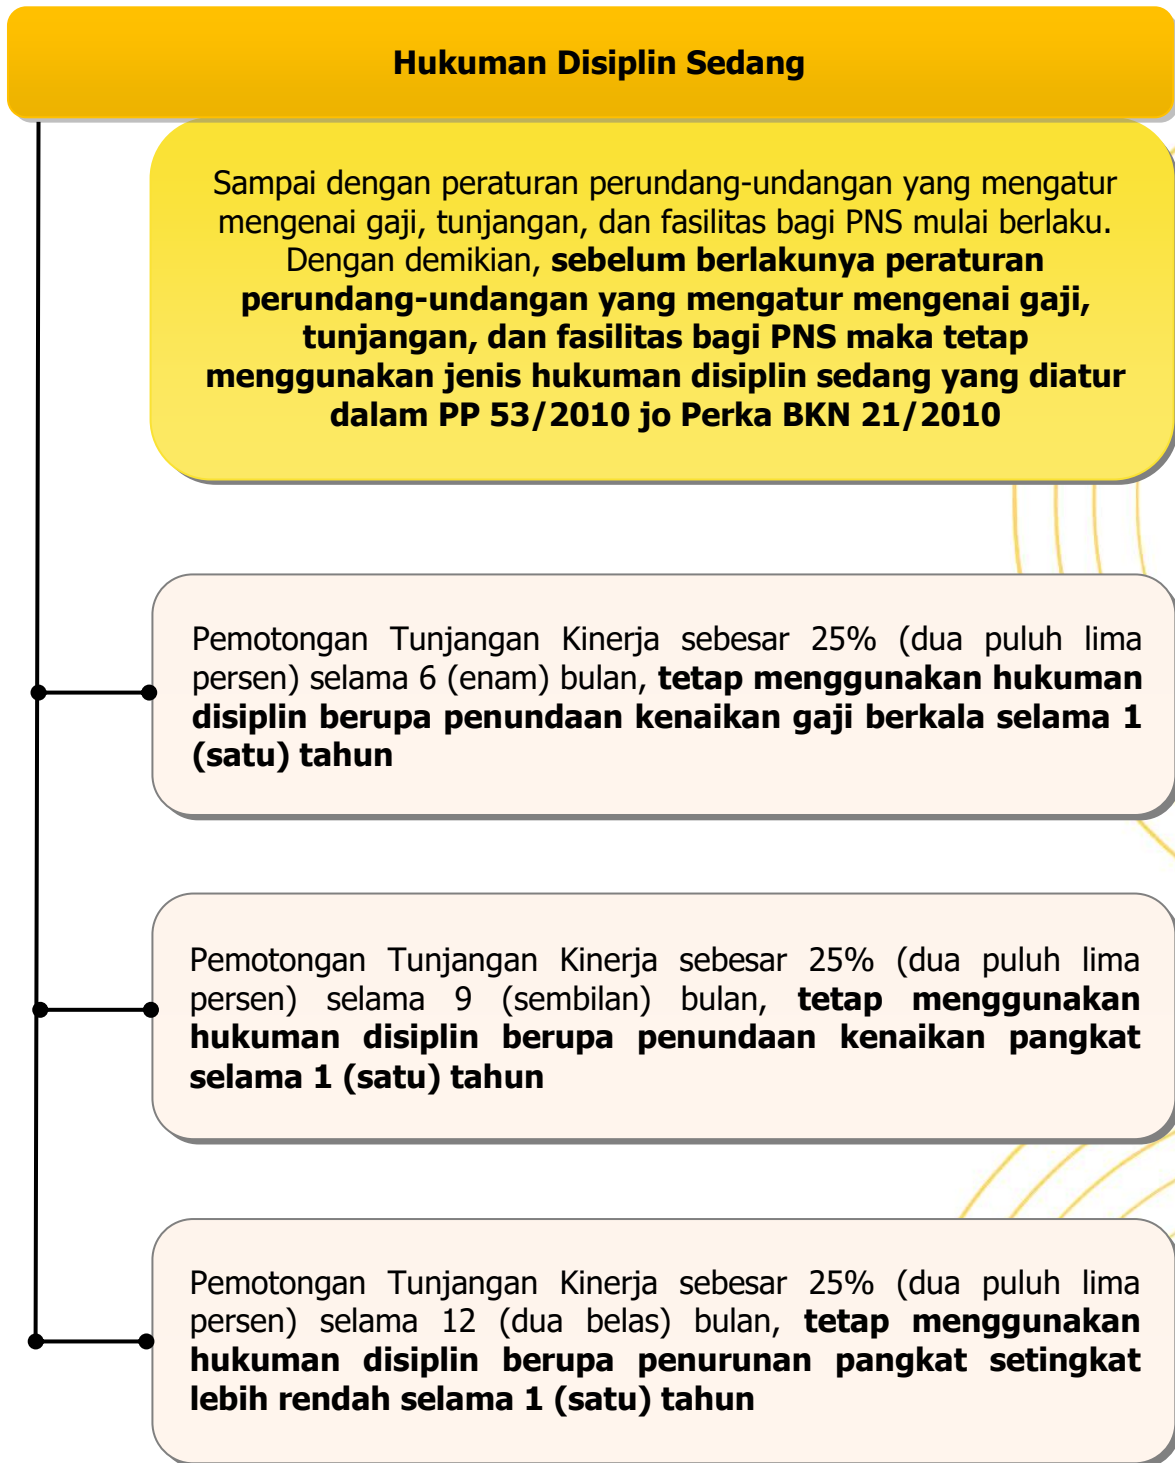 Hukuman Disiplin Sedang
Sampai dengan peraturan perundang-undangan yang mengatur
mengenai gaji, tunjangan, dan fasilitas bagi PNS mulai berlaku.
Dengan demikian, sebelum berlakunya peraturan
perundang-undangan yang mengatur mengenai gaji,
tunjangan, dan fasilitas bagi PNS maka tetap
menggunakan jenis hukuman disiplin sedang yang diatur
dalam PP 53/2010 jo Perka BKN 21/2010
Pemotongan Tunjangan Kinerja sebesar 25% (dua puluh lima
persen) selama 6 (enam) bulan, tetap menggunakan hukuman
disiplin berupa penundaan kenaikan gaji berkala selama 1
(satu) tahun
Pemotongan Tunjangan Kinerja sebesar 25% (dua puluh lima
persen) selama 9 (sembilan) bulan, tetap menggunakan
hukuman disiplin berupa penundaan kenaikan pangkat
selama 1 (satu) tahun
Pemotongan Tunjangan Kinerja sebesar 25% (dua puluh lima
persen) selama 12 (dua belas) bulan, tetap menggunakan
hukuman disiplin berupa penurunan pangkat setingkat
lebih rendah selama 1 (satu) tahun